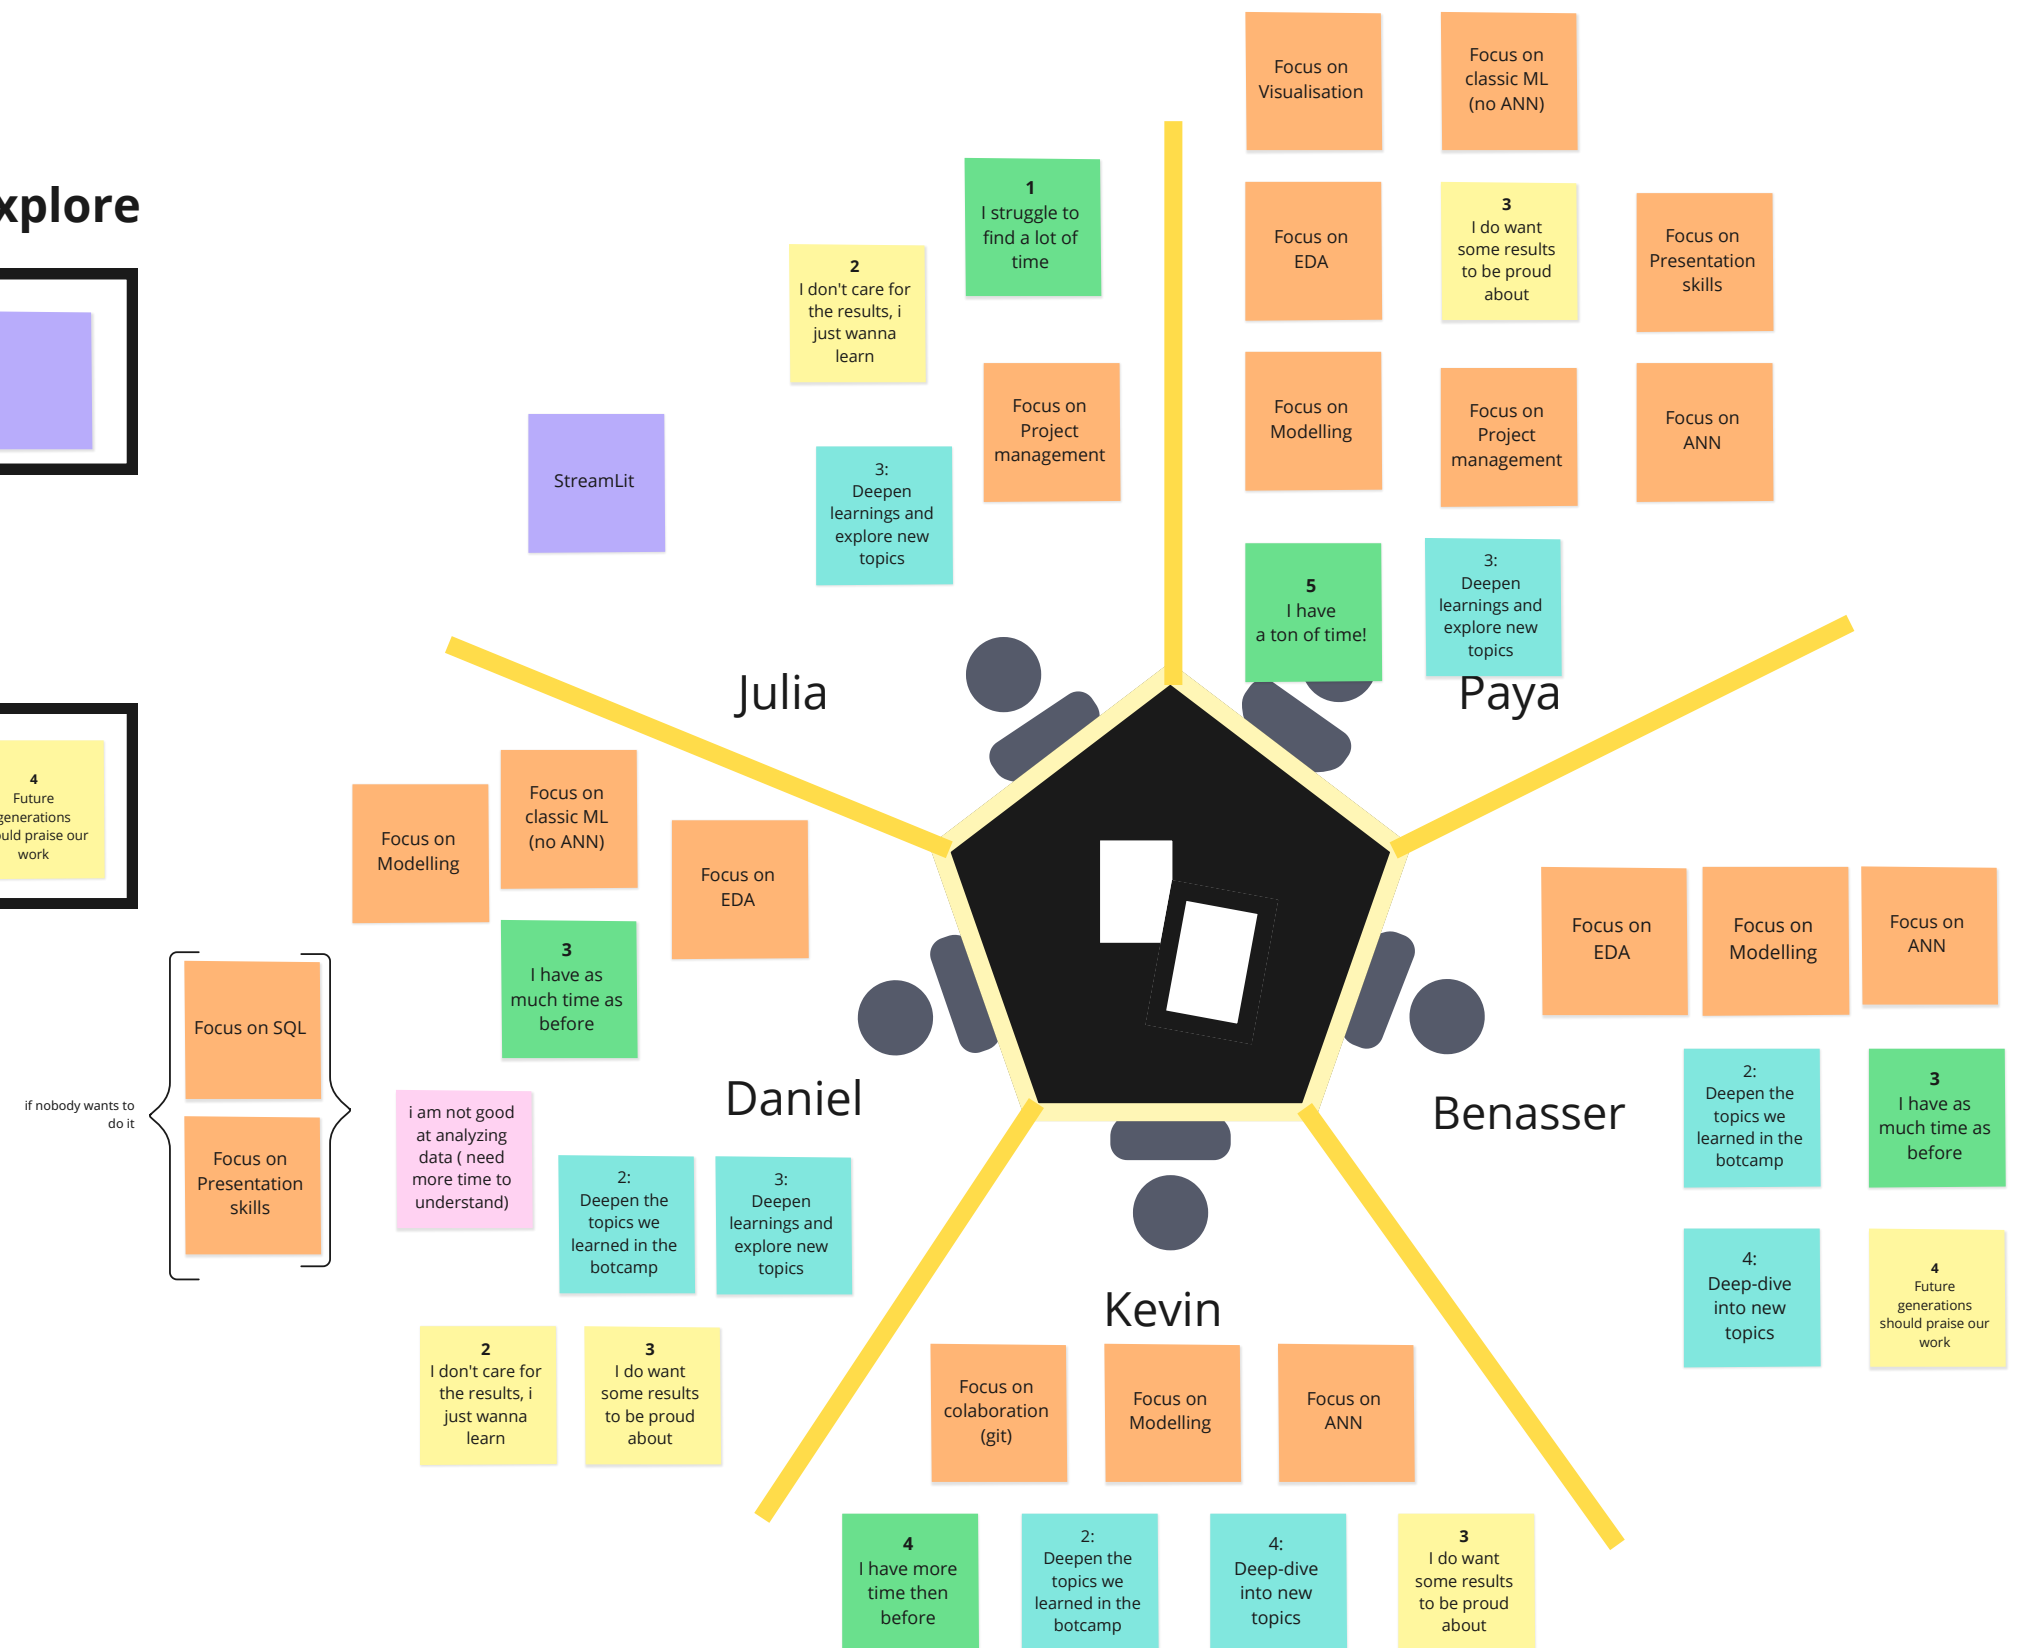 xplore
4
Future
generations
uld praise our
work
if nobody wants to
do it
Focus on SQL
Focus on
Presentation
skills
1
I struggle to
find a lot of
time
2
I don't care for
the results, i
just wanna
learn
Focus on
Project
management
StreamLit
3:
Deepen
learnings and
explore new
topics
Julia
Focus on
Visualisation
Focus on
classic ML
(no ANN)
Focus on
EDA
3
I do want
some results
to be proud
about
Focus on
Presentation
skills
Focus on
Modelling
Focus on
Project
management
Focus on
ANN
5
I have
a ton of time!
3:
Deepen
learnings and
explore new
topics
Paya
Focus on
Modelling
Focus on
classic ML
(no ANN)
Focus on
EDA
3
I have as
much time as
before
Daniel
i am not good
at analyzing
data ( need
more time to
understand)
2:
Deepen the
topics we
learned in the
botcamp
3:
Deepen
learnings and
explore new
topics
2
I don't care for
the results, i
just wanna
learn
3
I do want
some results
to be proud
about
Focus on
EDA
Focus on
Modelling
Focus on
ANN
Benasser
2:
Deepen the
topics we
learned in the
botcamp
3
I have as
much time as
before
4:
Deep-dive
into new
topics
4
Future
generations
should praise our
work
Kevin
Focus on
colaboration
(git)
Focus on
Modelling
Focus on
ANN
4
I have more
time then
before
2:
Deepen the
topics we
learned in the
botcamp
4:
Deep-dive
into new
topics
3
I do want
some results
to be proud
about